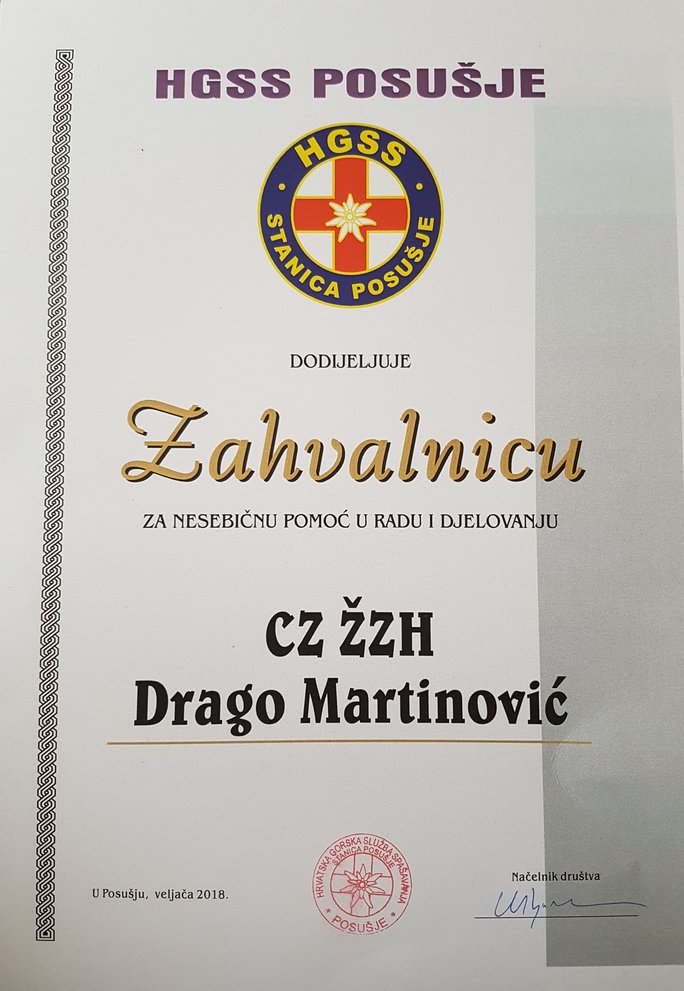 HGSS POSUŠJE
HGSS
STANICA POSUŠJE
DODIJELJUJE
Zahvalnicu
ZA NESEBIČNU POMOĆ U RADU I DJELOVANJU
CZ ŽZH
Drago Martinović
HRVATSKA GORSKA SLUŽBA SPAŠAVANJA
STANICA POSUŠJE
POSUŠJE
Načelnik društva
U Posušju, veljača 2018.